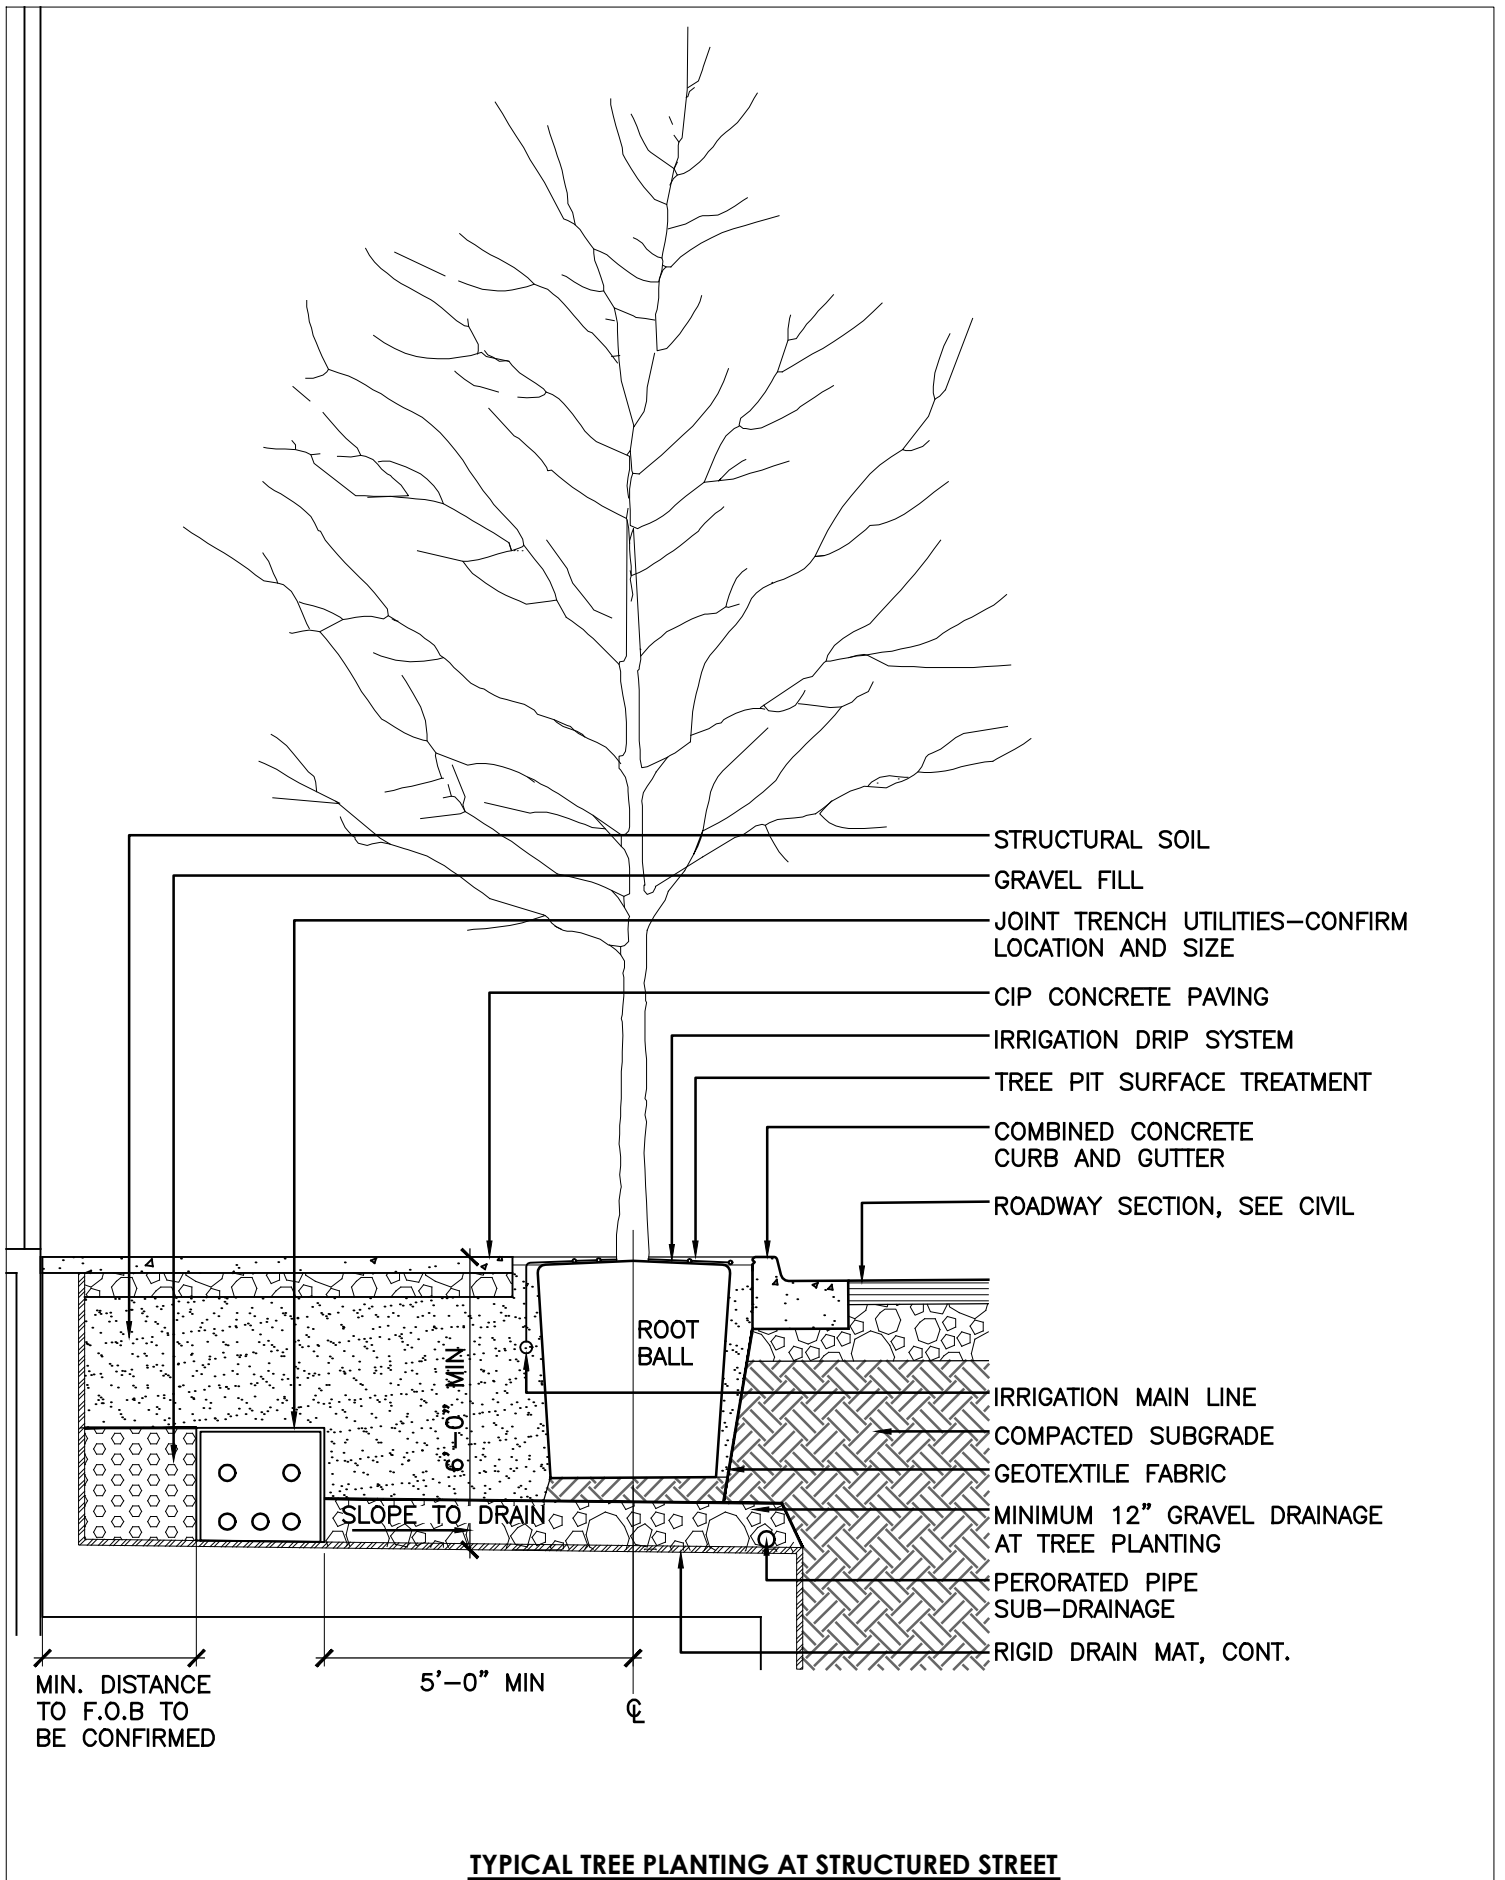 STRUCTURAL SOIL
GRAVEL FILL
JOINT TRENCH UTILITIES-CONFIRM
LOCATION AND SIZE
CIP CONCRETE PAVING
IRRIGATION DRIP SYSTEM
TREE PIT SURFACE TREATMENT
COMBINED CONCRETE
CURB AND GUTTER
ROADWAY SECTION, SEE CIVIL
ROOT
BALL
6'-0" MIN
IRRIGATION MAIN LINE
COMPACTED SUBGRADE
GEOTEXTILE FABRIC
SLOPE TO DRAIN
MINIMUM 12" GRAVEL DRAINAGE
AT TREE PLANTING
PERORATED PIPE
SUB-DRAINAGE
RIGID DRAIN MAT, CONT.
MIN. DISTANCE
TO F.O.B TO
BE CONFIRMED
5'-0" MIN
℄
TYPICAL TREE PLANTING AT STRUCTURED STREET